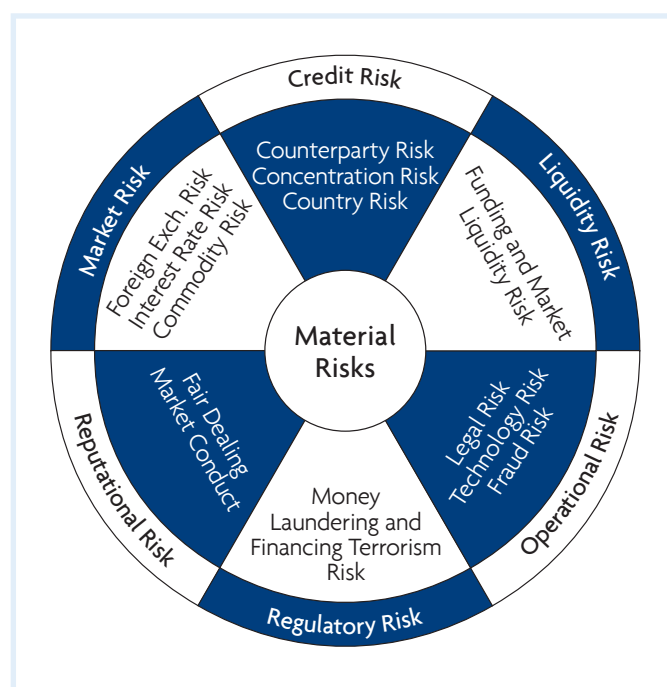 Credit Risk
Counterparty Risk
Concentration Risk
Country Risk
Liquidity Risk
Funding and Market
Liquidity Risk
Operational Risk
Legal Risk
Technology Risk
Fraud Risk
Regulatory Risk
Money
Laundering and
Financing Terrorism
Risk
Reputational Risk
Fair Dealing
Market Conduct
Market Risk
Foreign Exch. Risk
Interest Rate Risk
Commodity Risk
Material
Risks